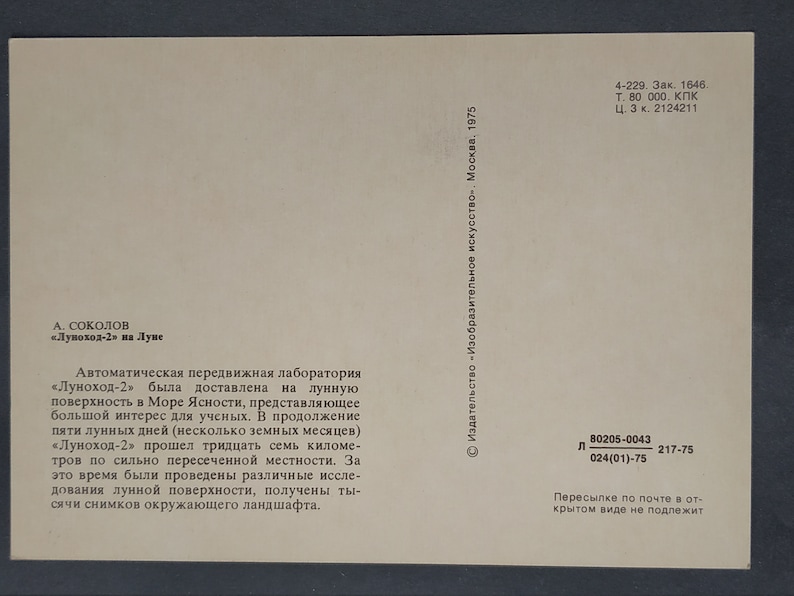 А. СОКОЛОВ
«Луноход-2» на Луне
Автоматическая передвижная лаборатория
«Луноход-2» была доставлена на лунную
поверхность в Море Ясности, представляющее
большой интерес для ученых. В продолжение
пяти лунных дней (несколько земных месяцев)
«Луноход-2» прошел тридцать семь киломе-
тров по сильно пересеченной местности. За
это время были проведены различные иссле-
дования лунной поверхности, получены ты-
сячи снимков окружающего ландшафта.
© Издательство «Изобразительное искусство». Москва. 1975
4-229. Зак. 1646.
Т. 80 000. КПК
Ц. 3 к. 2124211
80205-0043
Л 217-75
024(01)-75
Пересылке по почте в от-
крытом виде не подлежит